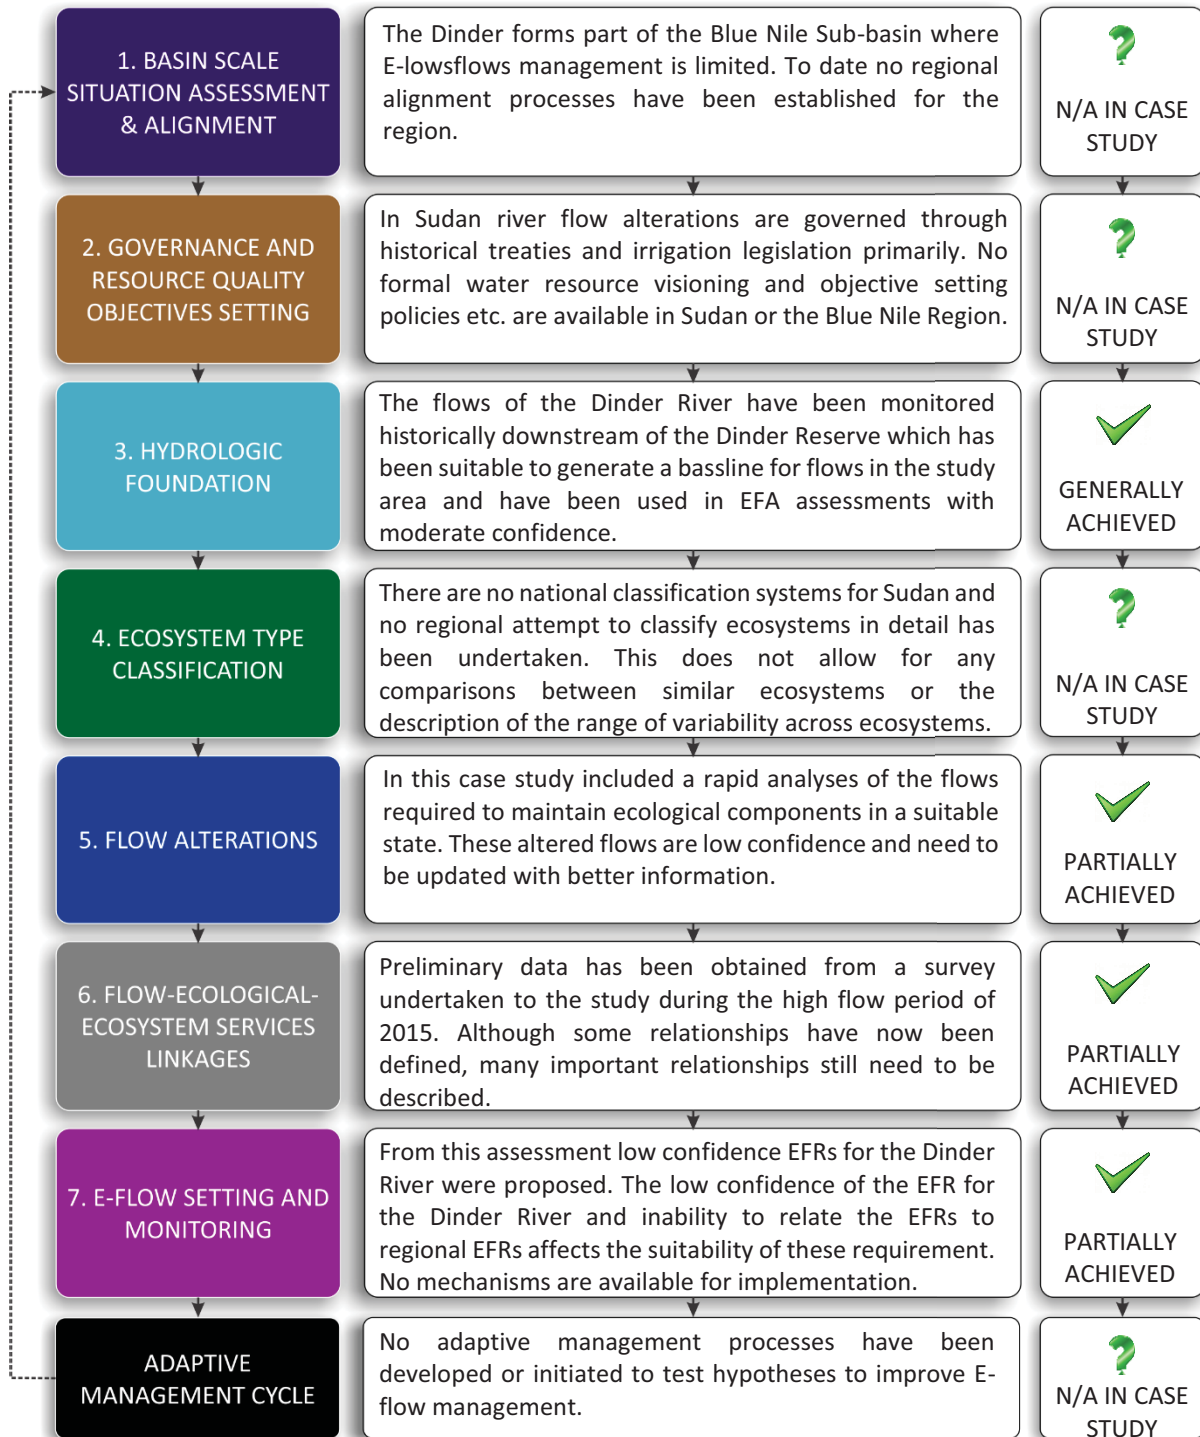 1. BASIN SCALE
SITUATION ASSESSMENT
& ALIGNMENT
The Dinder forms part of the Blue Nile Sub-basin where
E-lowsflows management is limited. To date no regional
alignment processes have been established for the
region.
N/A IN CASE
STUDY
2. GOVERNANCE AND
RESOURCE QUALITY
OBJECTIVES SETTING
In Sudan river flow alterations are governed through
historical treaties and irrigation legislation primarily. No
formal water resource visioning and objective setting
policies etc. are available in Sudan or the Blue Nile Region.
N/A IN CASE
STUDY
3. HYDROLOGIC
FOUNDATION
The flows of the Dinder River have been monitored
historically downstream of the Dinder Reserve which has
been suitable to generate a bassline for flows in the study
area and have been used in EFA assessments with
moderate confidence.
GENERALLY
ACHIEVED
4. ECOSYSTEM TYPE
CLASSIFICATION
There are no national classification systems for Sudan and
no regional attempt to classify ecosystems in detail has
been undertaken. This does not allow for any
comparisons between similar ecosystems or the
description of the range of variability across ecosystems.
N/A IN CASE
STUDY
5. FLOW ALTERATIONS
In this case study included a rapid analyses of the flows
required to maintain ecological components in a suitable
state. These altered flows are low confidence and need to
be updated with better information.
PARTIALLY
ACHIEVED
6. FLOW-ECOLOGICAL-
ECOSYSTEM SERVICES
LINKAGES
Preliminary data has been obtained from a survey
undertaken to the study during the high flow period of
2015. Although some relationships have now been
defined, many important relationships still need to be
described.
PARTIALLY
ACHIEVED
7. E-FLOW SETTING AND
MONITORING
From this assessment low confidence EFRs for the Dinder
River were proposed. The low confidence of the EFR for
the Dinder River and inability to relate the EFRs to
regional EFRs affects the suitability of these requirement.
No mechanisms are available for implementation.
PARTIALLY
ACHIEVED
ADAPTIVE
MANAGEMENT CYCLE
No adaptive management processes have been
developed or initiated to test hypotheses to improve E-
flow management.
N/A IN CASE
STUDY